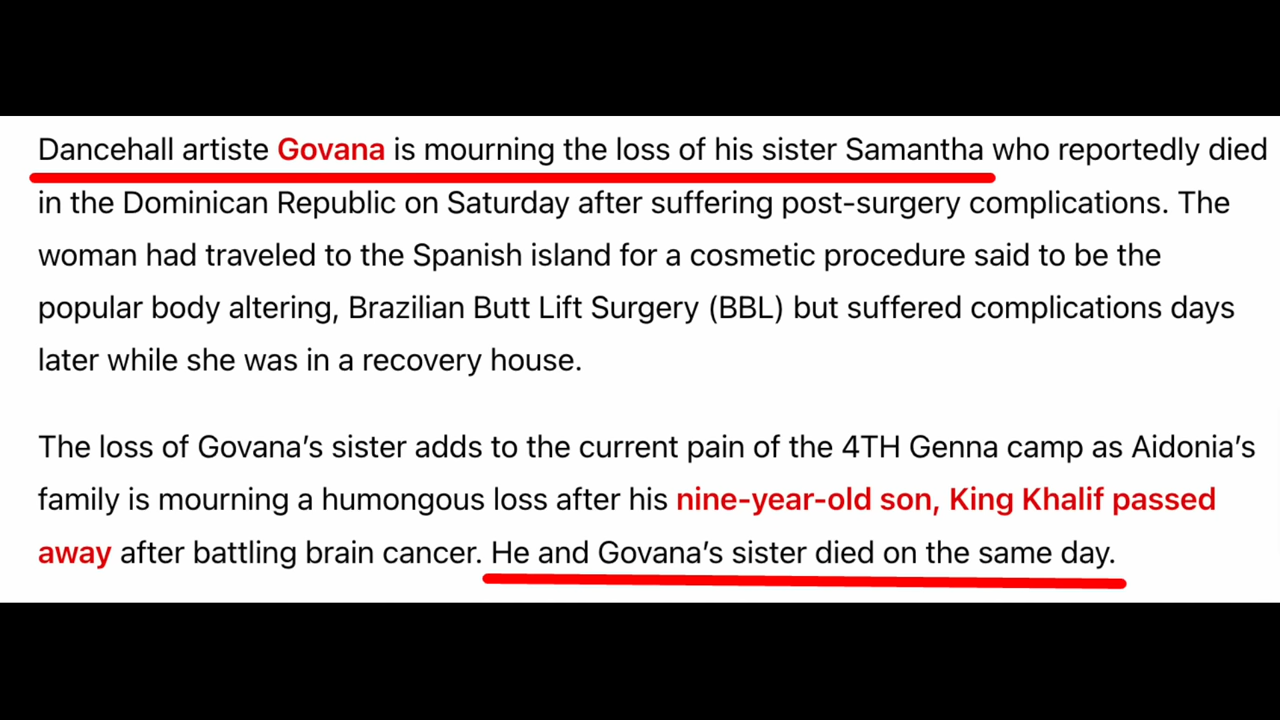 Dancehall artiste Govana is mourning the loss of his sister Samantha who reportedly died
in the Dominican Republic on Saturday after suffering post-surgery complications. The
woman had traveled to the Spanish island for a cosmetic procedure said to be the
popular body altering, Brazilian Butt Lift Surgery (BBL) but suffered complications days
later while she was in a recovery house.
The loss of Govana’s sister adds to the current pain of the 4TH Genna camp as Aidonia’s
family is mourning a humongous loss after his nine-year-old son, King Khalif passed
away after battling brain cancer. He and Govana’s sister died on the same day.